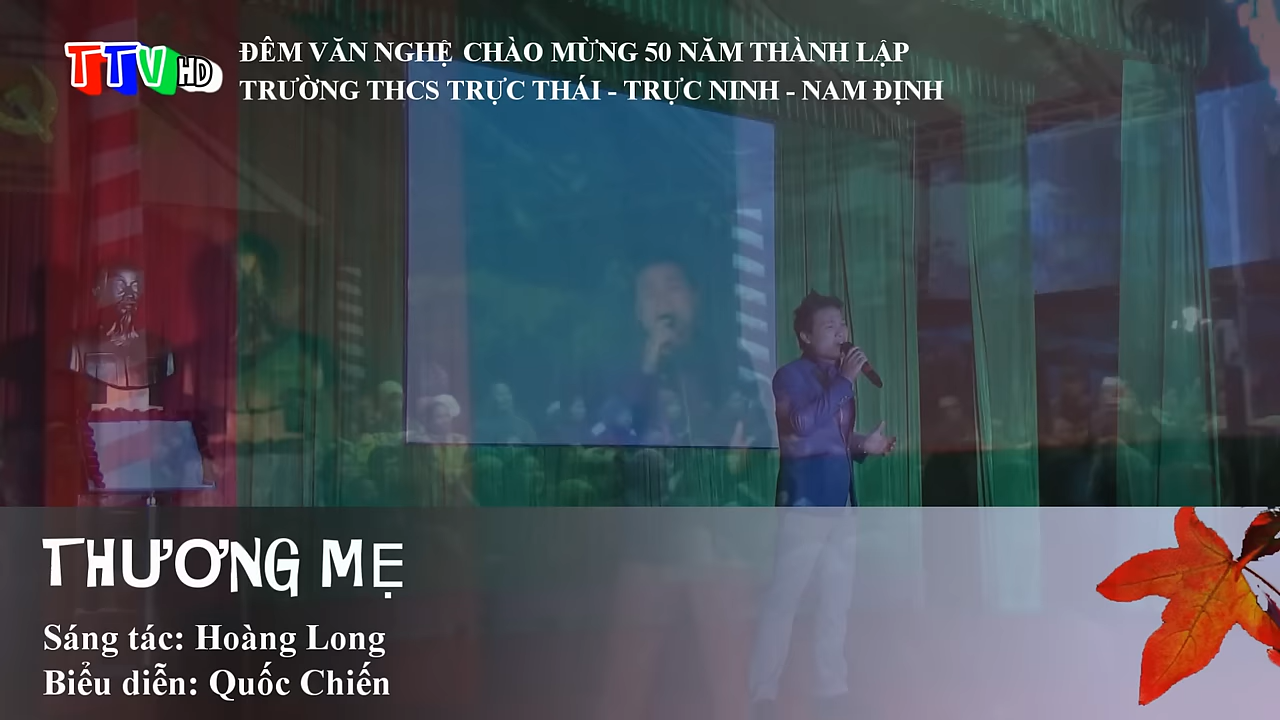 TTV HD
ĐÊM VĂN NGHỆ CHÀO MỪNG 50 NĂM THÀNH LẬP
TRƯỜNG THCS TRỰC THÁI - TRỰC NINH - NAM ĐỊNH
THƯƠNG MẸ
Sáng tác: Hoàng Long
Biểu diễn: Quốc Chiến